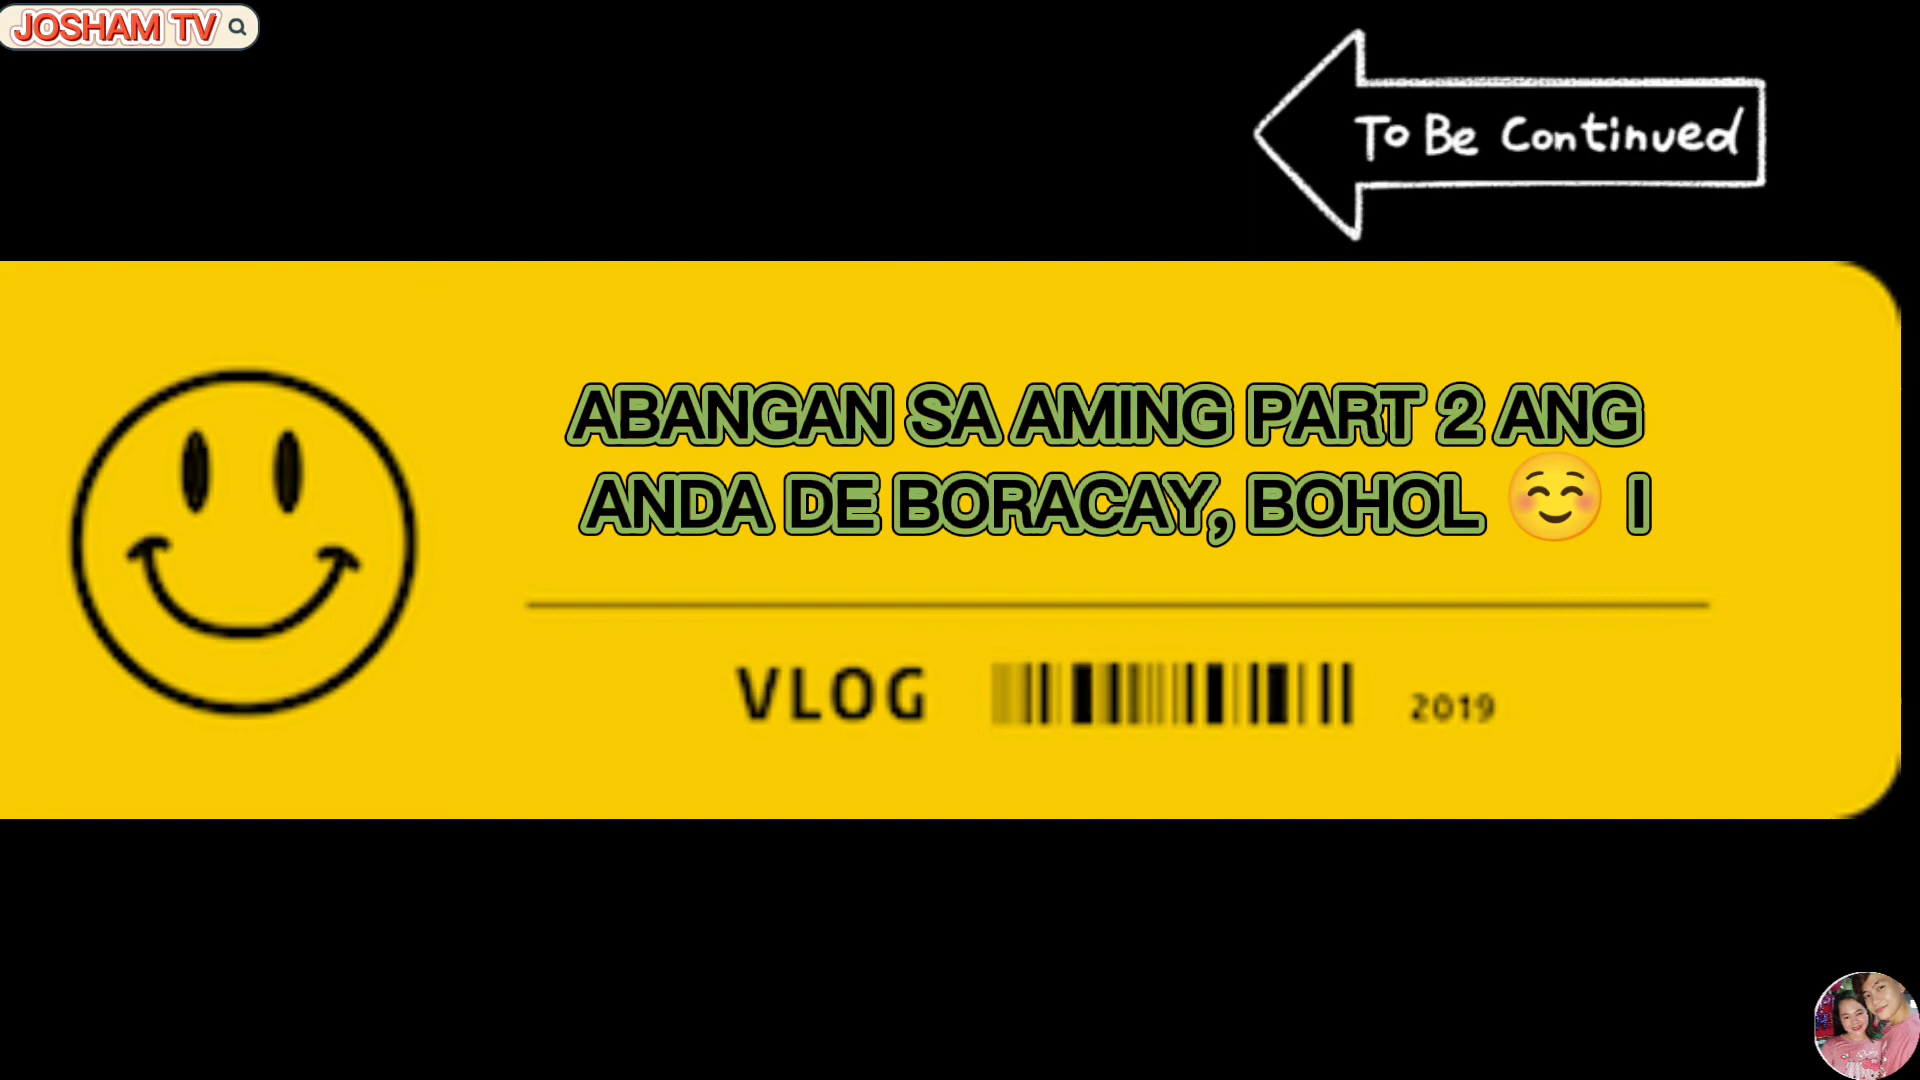 JOSHAM TV
To Be Continued
ABANGAN SA AMING PART 2 ANG
ANDA DE BORACAY, BOHOL ☺️ I
VLOG 2019